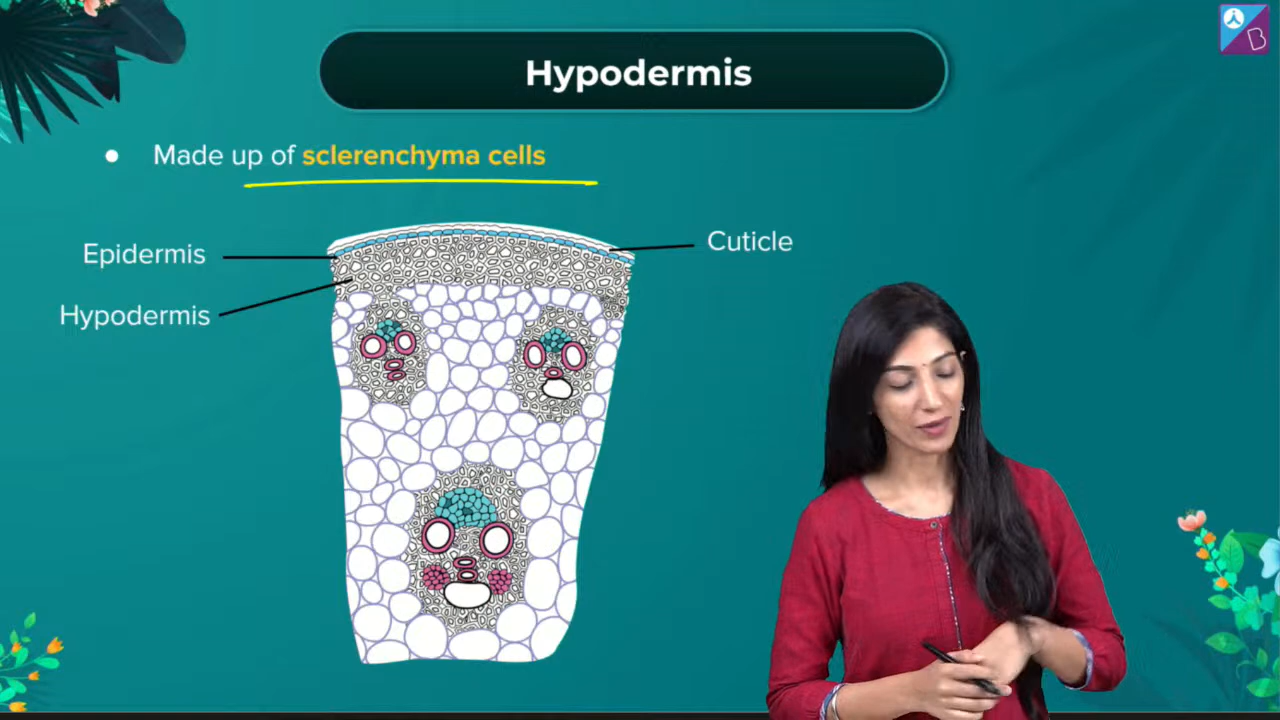 Hypodermis
● Made up of sclerenchyma cells
Epidermis
Cuticle
Hypodermis
B